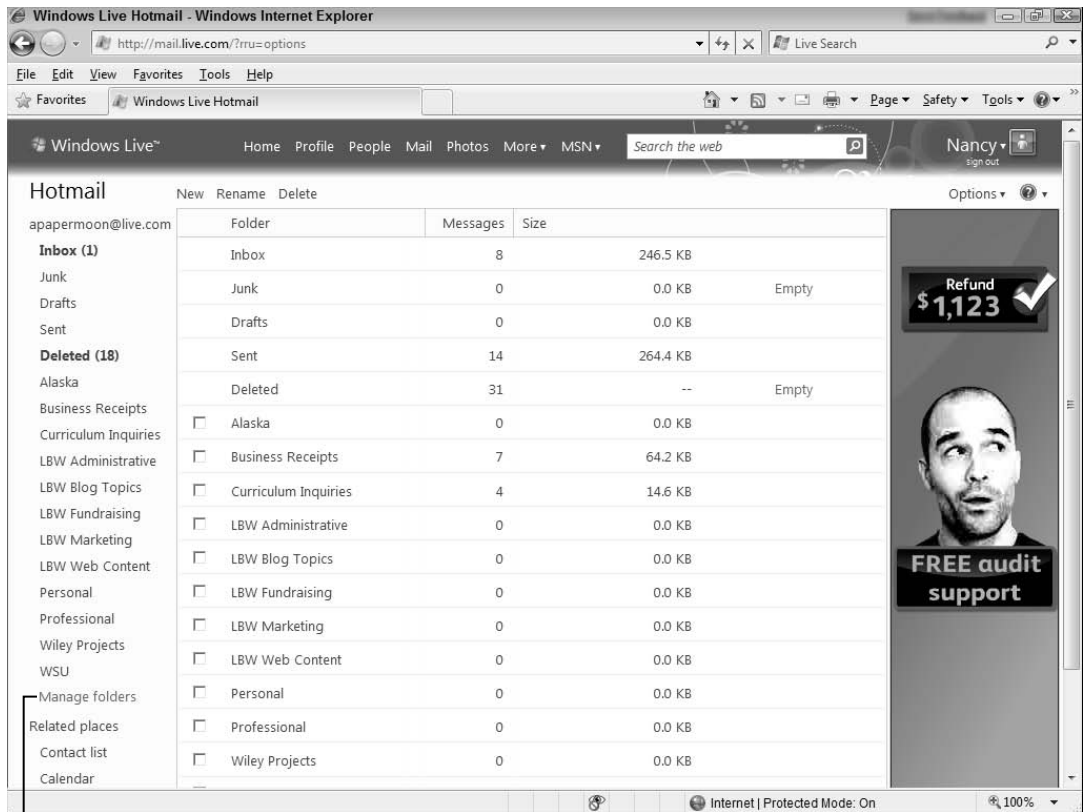 Windows Live Hotmail - Windows Internet Explorer
http://mail.live.com/?rru=options
Live Search
File Edit View Favorites Tools Help
Favorites
Windows Live Hotmail
Page Safety Tools
Windows Live™
Home Profile People Mail Photos More MSN
Search the web
Nancy
sign out
Hotmail
New Rename Delete
Options
apapermoon@live.com
Inbox (1)
Junk
Drafts
Sent
Deleted (18)
Alaska
Business Receipts
Curriculum Inquiries
LBW Administrative
LBW Blog Topics
LBW Fundraising
LBW Marketing
LBW Web Content
Personal
Professional
Wiley Projects
WSU
Manage folders
Related places
Contact list
Calendar
Folder Messages Size
Inbox 8 246.5 KB
Junk 0 0.0 KB Empty
Drafts 0 0.0 KB
Sent 14 264.4 KB
Deleted 31 -- Empty
Alaska 0 0.0 KB
Business Receipts 7 64.2 KB
Curriculum Inquiries 4 14.6 KB
LBW Administrative 0 0.0 KB
LBW Blog Topics 0 0.0 KB
LBW Fundraising 0 0.0 KB
LBW Marketing 0 0.0 KB
LBW Web Content 0 0.0 KB
Personal 0 0.0 KB
Professional 0 0.0 KB
Wiley Projects 0 0.0 KB
Refund
$1,123
FREE audit
support
Internet | Protected Mode: On
100%